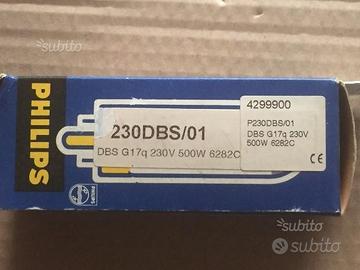 subito
PHILIPS
230DBS/01
DBS G17q 230V 500W 6282C
4299900
P230DBS/01
DBS G17q 230V
500W 6282C
CE
PHILIPS
subito
subito